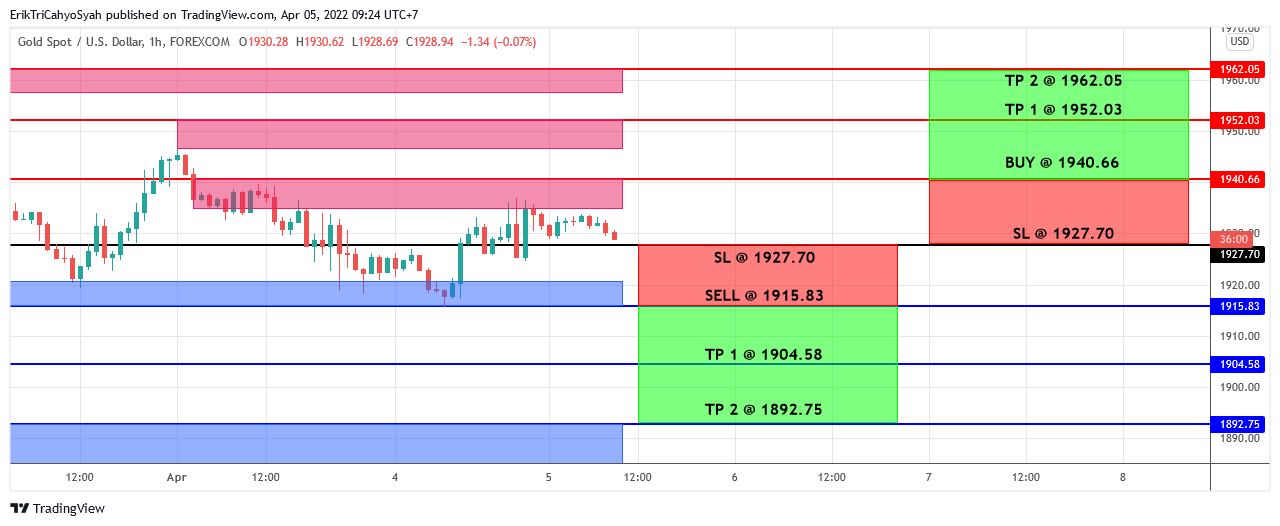 ErikTriCahyoSyah published on TradingView.com, Apr 05, 2022 09:24 UTC+7
Gold Spot / U.S. Dollar, 1h, FOREXCOM O1930.28 H1930.62 L1928.69 C1928.94 −1.34 (−0.07%)
1970.00
USD
1962.05
1960.00
TP 2 @ 1962.05
TP 1 @ 1952.03
1952.03
1950.00
BUY @ 1940.66
1940.66
SL @ 1927.70
1930.00
36:00
1927.70
SL @ 1927.70
1920.00
SELL @ 1915.83
1915.83
1910.00
TP 1 @ 1904.58
1904.58
1900.00
TP 2 @ 1892.75
1892.75
1890.00
12:00 Apr 12:00 4 5 12:00 6 12:00 7 12:00 8
TradingView